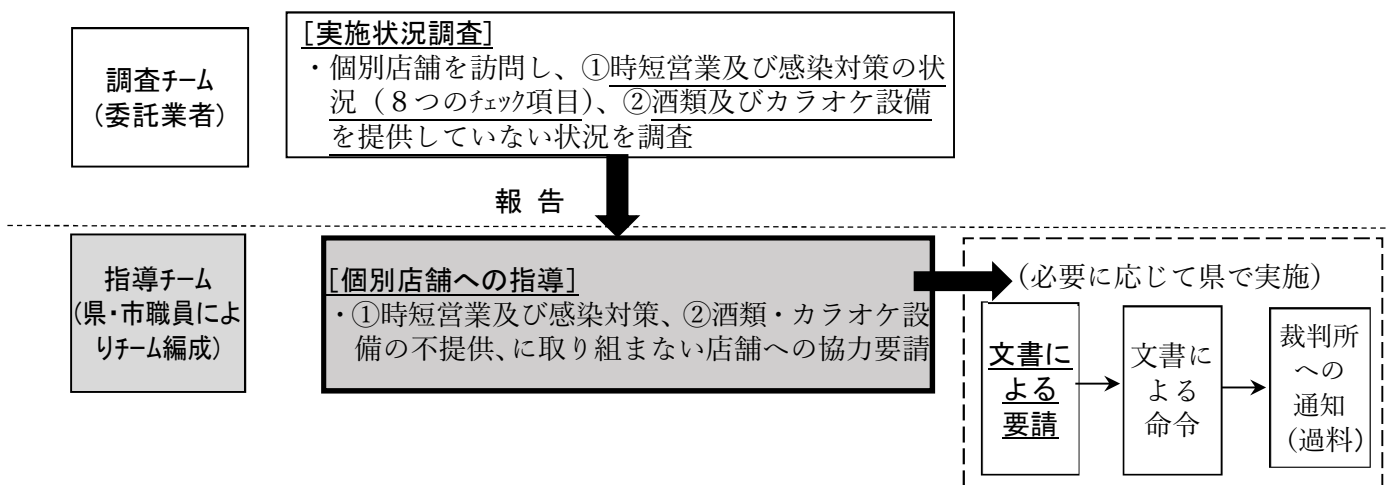 調査チーム
(委託業者)
[実施状況調査]
・個別店舗を訪問し、①時短営業及び感染対策の状
況（８つのチェック項目)、②酒類及びカラオケ設備
を提供していない状況を調査
報 告
指導チーム
(県・市職員によ
りチーム編成)
[個別店舗への指導]
・①時短営業及び感染対策、②酒類・カラオケ設
備の不提供、に取り組まない店舗への協力要請
(必要に応じて県で実施)
文書に
よる
要請
文書に
よる
命令
裁判所
への
通知
(過料)